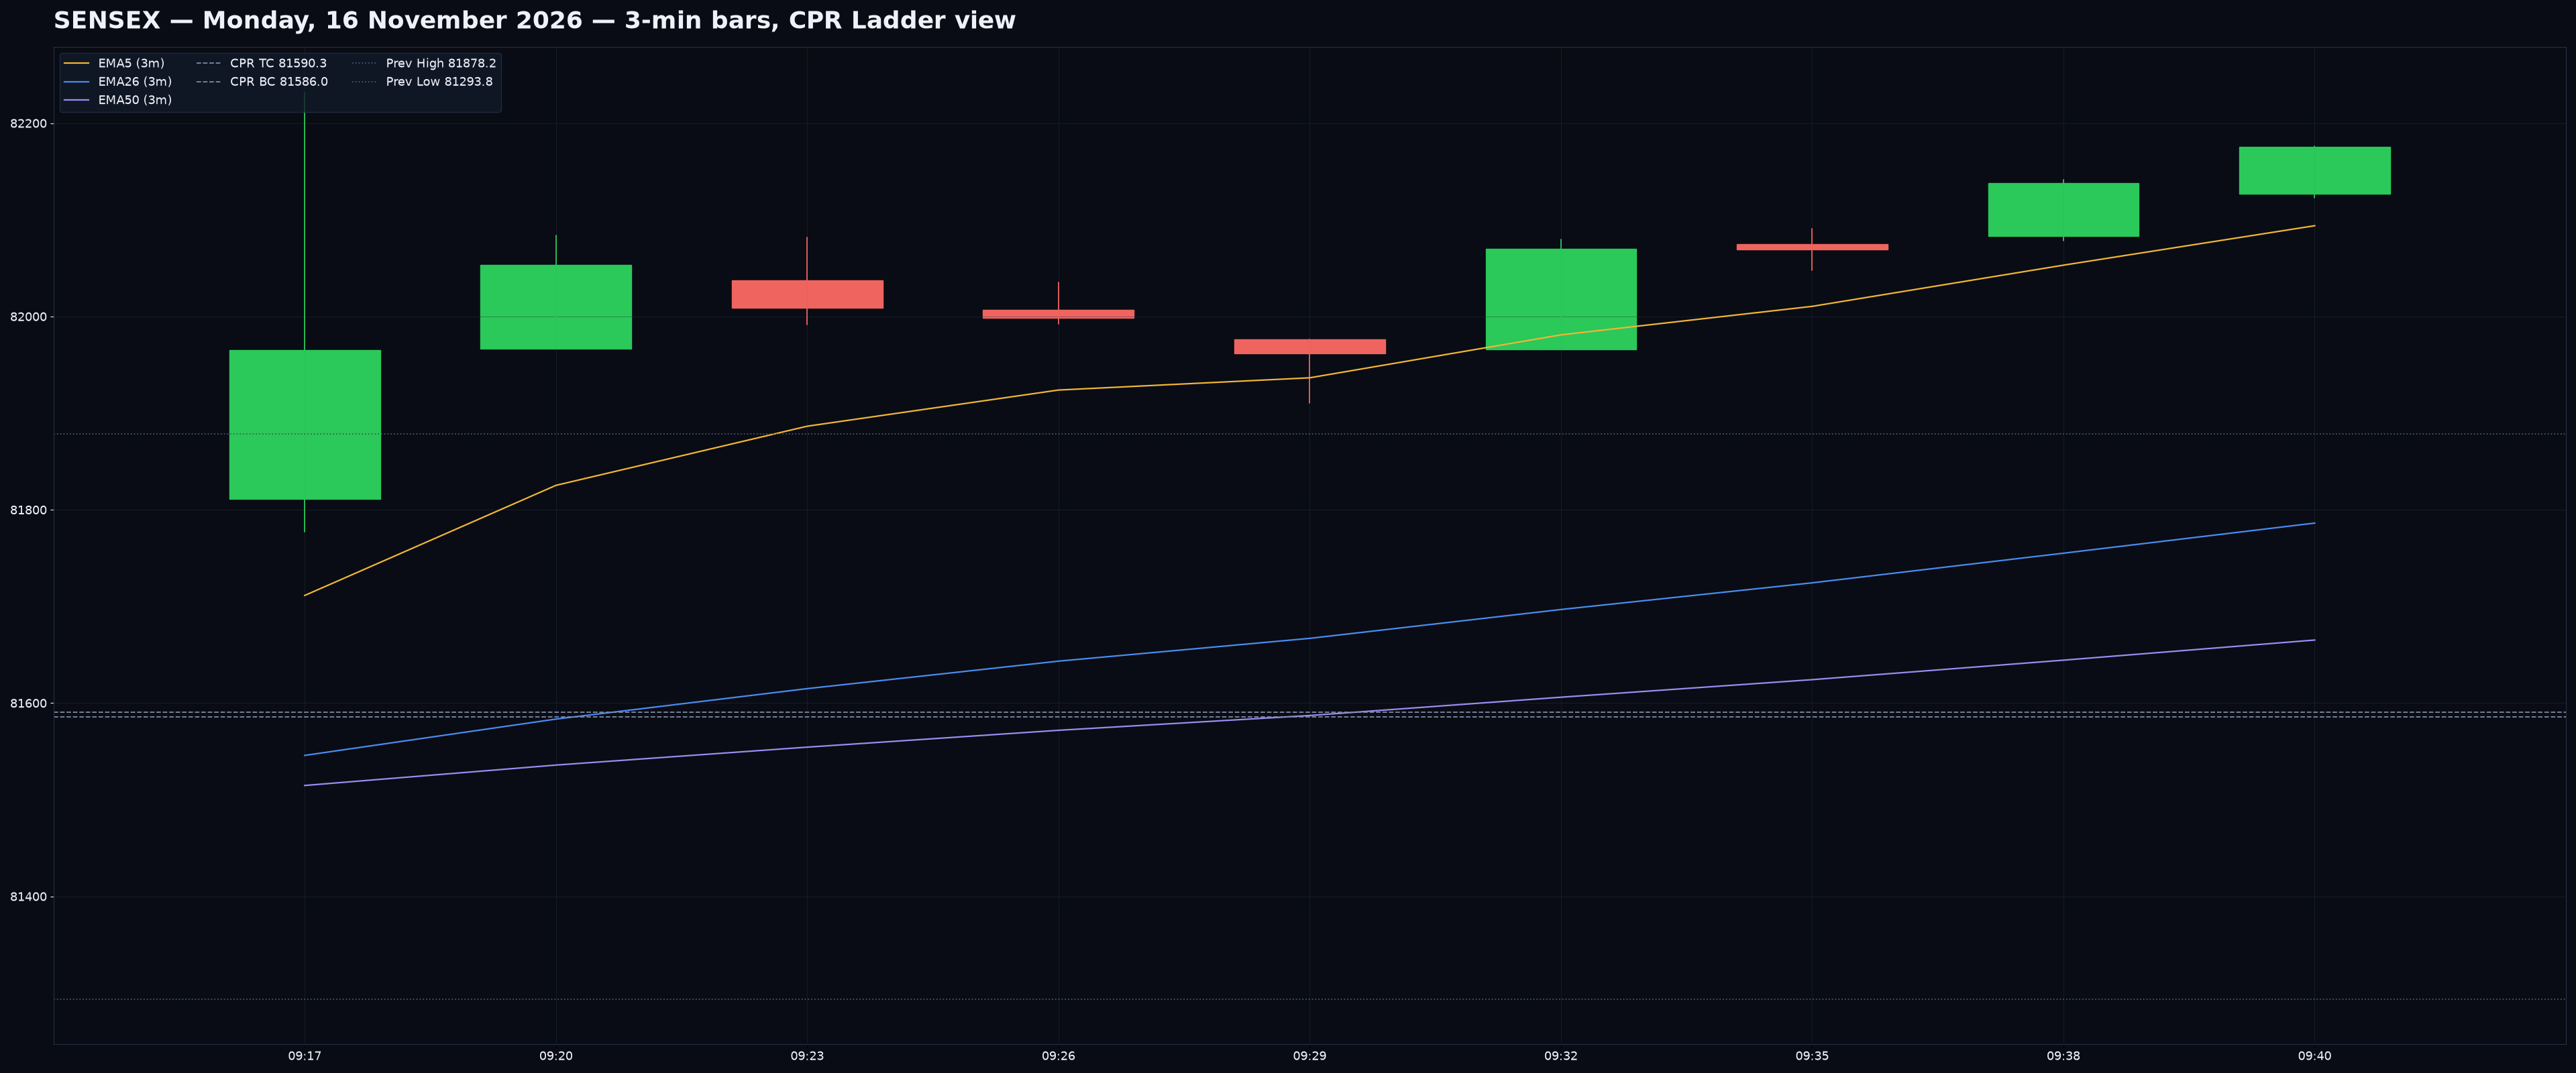 SENSEX — Monday, 16 November 2026 — 3-min bars, CPR Ladder view
EMA5 (3m) CPR TC 81590.3 Prev High 81878.2
EMA26 (3m) CPR BC 81586.0 Prev Low 81293.8
EMA50 (3m)
82200
82000
81800
81600
81400
09:17 09:20 09:23 09:26 09:29 09:32 09:35 09:38 09:40